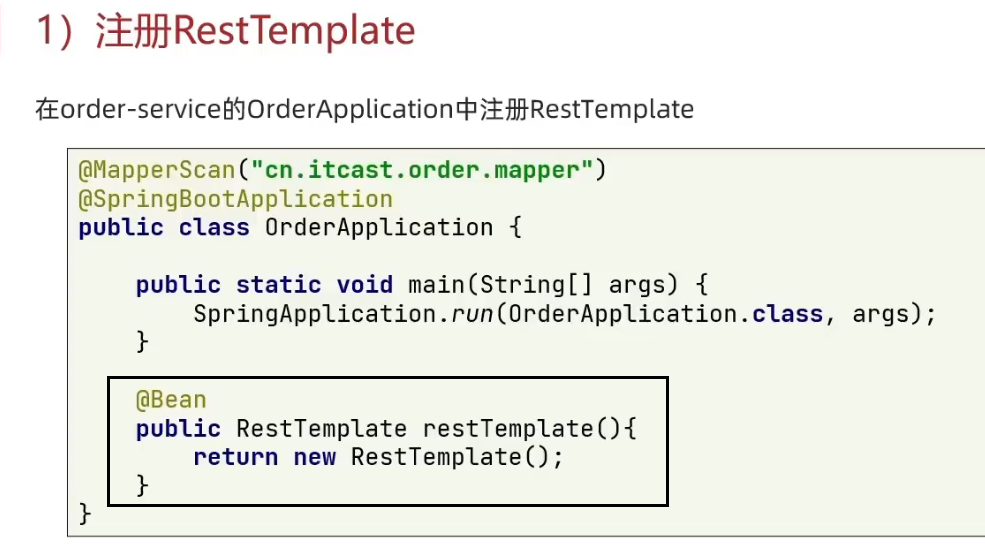 1）注册RestTemplate
在order-service的OrderApplication中注册RestTemplate
@MapperScan("cn.itcast.order.mapper")
@SpringBootApplication
public class OrderApplication {
    public static void main(String[] args) {
        SpringApplication.run(OrderApplication.class, args);
    }
    @Bean
    public RestTemplate restTemplate(){
        return new RestTemplate();
    }
}